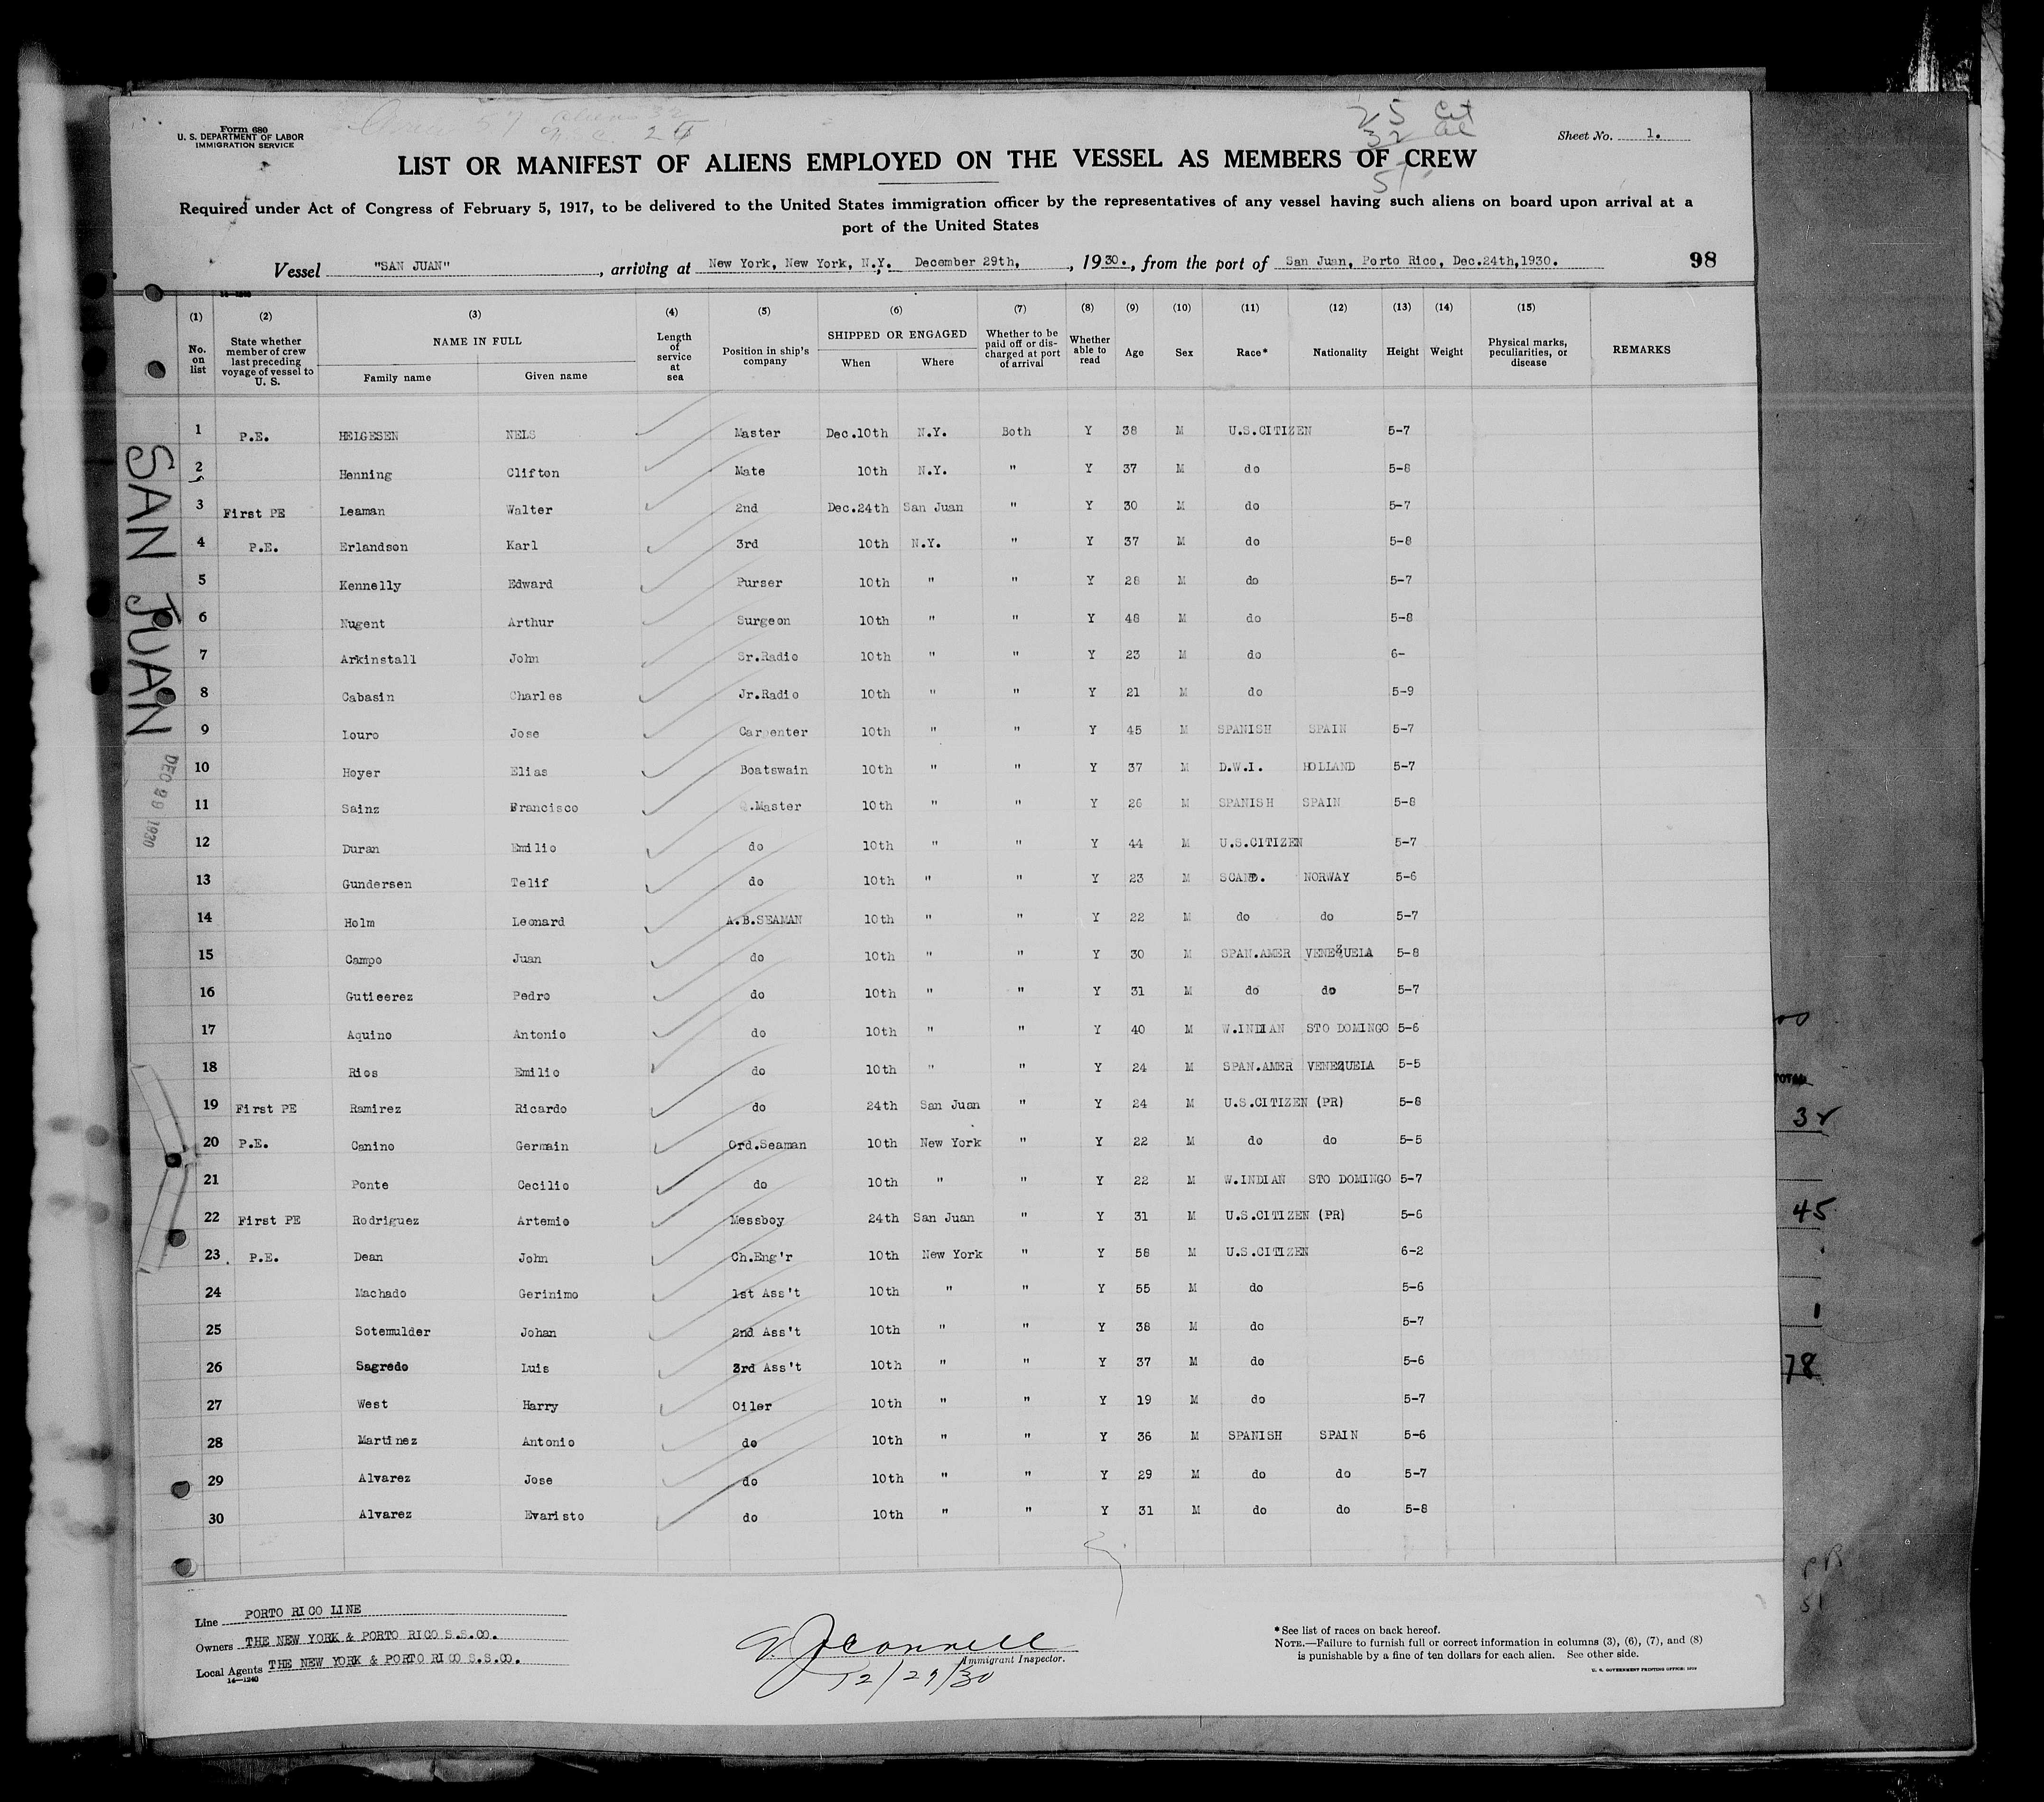 Form 680
U. S. DEPARTMENT OF LABOR
IMMIGRATION SERVICE
25 Cit
32 al
Sheet No. 1.
LIST OR MANIFEST OF ALIENS EMPLOYED ON THE VESSEL AS MEMBERS OF CREW
Required under Act of Congress of February 5, 1917, to be delivered to the United States immigration officer by the representatives of any vessel having such aliens on board upon arrival at a
port of the United States
Vessel "SAN JUAN", arriving at New York, New York, N.Y. December 29th, , 1930., from the port of San Juan, Porto Rico, Dec.24th,1930. 98
(1) (2) (3) (4) (5) (6) (7) (8) (9) (10) (11) (12) (13) (14) (15)
No. on list State whether member of crew last preceding voyage of vessel to U. S. NAME IN FULL Family name Given name Length of service at sea Position in ship's company SHIPPED OR ENGAGED When Where Whether to be paid off or discharged at port of arrival Whether able to read Age Sex Race* Nationality Height Weight Physical marks, peculiarities, or disease REMARKS
1 P.E. HELGESEN NELS Master Dec.10th N.Y. Both Y 38 M U.S.CITIZEN 5-7
2 Henning Clifton Mate 10th N.Y. " Y 37 M do 5-8
3 First PE Leaman Walter 2nd Dec.24th San Juan " Y 30 M do 5-7
4 P.E. Erlandson Karl 3rd 10th N.Y. " Y 37 M do 5-8
5 Kennelly Edward Purser 10th " " Y 28 M do 5-7
6 Nugent Arthur Surgeon 10th " " Y 48 M do 5-8
7 Arkinstall John Sr.Radio 10th " " Y 23 M do 6-
8 Cabasin Charles Jr.Radio 10th " " Y 21 M do 5-9
9 Louro Jose Carpenter 10th " " Y 45 M SPANISH SPAIN 5-7
10 Hoyer Elias Boatswain 10th " " Y 37 M D.W.I. HOLLAND 5-7
11 Sainz Francisco Q.Master 10th " " Y 26 M SPANISH SPAIN 5-8
12 Duran Emilio do 10th " " Y 44 M U.S.CITIZEN 5-7
13 Gundersen Telif do 10th " " Y 23 M SCAND. NORWAY 5-6
14 Holm Leonard A.B.SEAMAN 10th " " Y 22 M do do 5-7
15 Campo Juan do 10th " " Y 30 M SPAN.AMER VENEZUELA 5-8
16 Gutieerez Pedro do 10th " " Y 31 M do do 5-7
17 Aquino Antonio do 10th " " Y 40 M W.INDIAN STO DOMINGO 5-6
18 Rios Emilio do 10th " " Y 24 M SPAN.AMER VENEZUELA 5-5
19 First PE Ramirez Ricardo do 24th San Juan " Y 24 M U.S.CITIZEN (PR) 5-8
20 P.E. Canino Germain Ord.Seaman 10th New York " Y 22 M do do 5-5
21 Ponte Cecilio do 10th " " Y 22 M W.INDIAN STO DOMINGO 5-7
22 First PE Rodriguez Artemio Messboy 24th San Juan " Y 31 M U.S.CITIZEN (PR) 5-6
23 P.E. Dean John Ch.Eng'r 10th New York " Y 58 M U.S.CITIZEN 6-2
24 Machado Gerinimo 1st Ass't 10th " " Y 55 M do 5-6
25 Sotemulder Johan 2nd Ass't 10th " " Y 38 M do 5-7
26 Sagredo Luis 3rd Ass't 10th " " Y 37 M do 5-6
27 West Harry Oiler 10th " " Y 19 M do 5-7
28 Martinez Antonio do 10th " " Y 36 M SPANISH SPAIN 5-6
29 Alvarez Jose do 10th " " Y 29 M do do 5-7
30 Alvarez Evaristo do 10th " " Y 31 M do do 5-8
SAN JUAN
DEC 29 1930
TOTAL
45
78
Line PORTO RICO LINE
Owners THE NEW YORK & PORTO RICO S.S.CO.
Local Agents THE NEW YORK & PORTO RICO S.S.CO.
14—1240
Immigrant Inspector.
12/29/30
*See list of races on back hereof.
NOTE.—Failure to furnish full or correct information in columns (3), (6), (7), and (8)
is punishable by a fine of ten dollars for each alien. See other side.